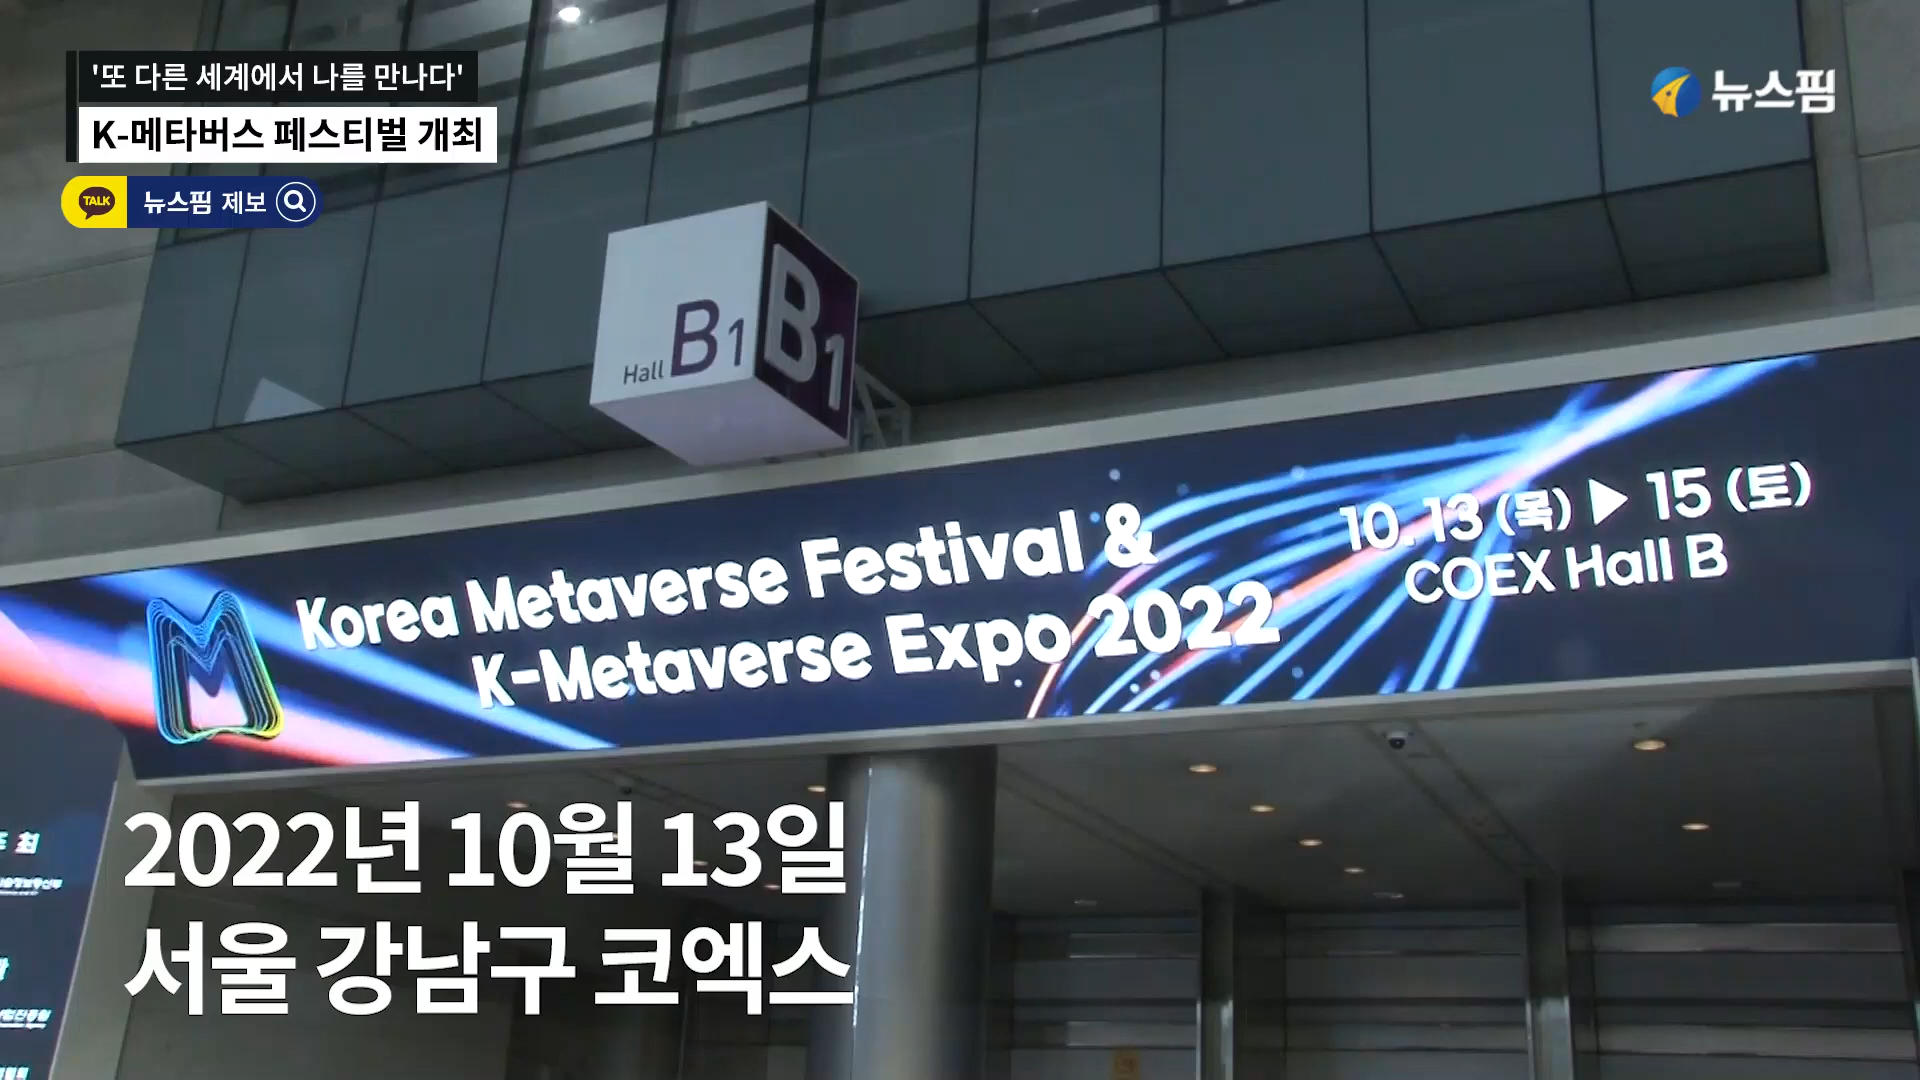 '또 다른 세계에서 나를 만나다'
K-메타버스 페스티벌 개최
TALK
뉴스핌 제보
뉴스핌
Hall B1
B1
Korea Metaverse Festival &
K-Metaverse Expo 2022
10. 13 (목) ▶ 15 (토)
COEX Hall B
2022년 10월 13일
서울 강남구 코엑스
최